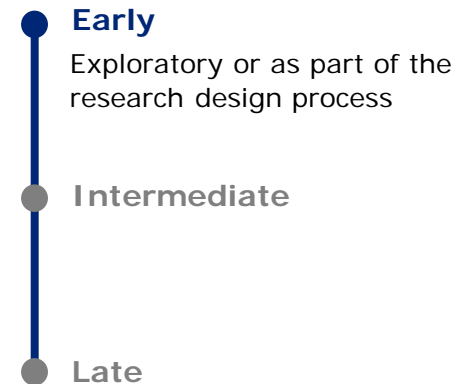 Early
Exploratory or as part of the
research design process
Intermediate
Late